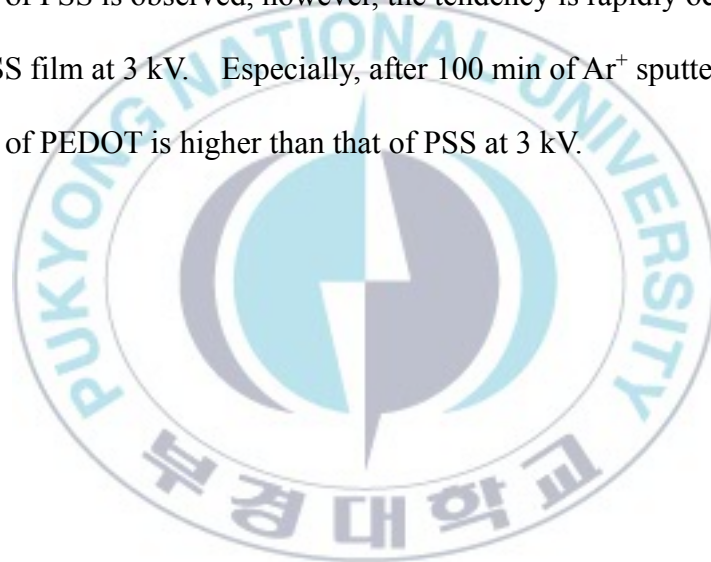 of PSS is observed, however, the tendency is rapidly
SS film at 3 kV. Especially, after 100 min of Ar⁺
of PEDOT is higher than that of PSS at 3 kV.
PUKYONG NATIONAL UNIVERSITY
부경대학교